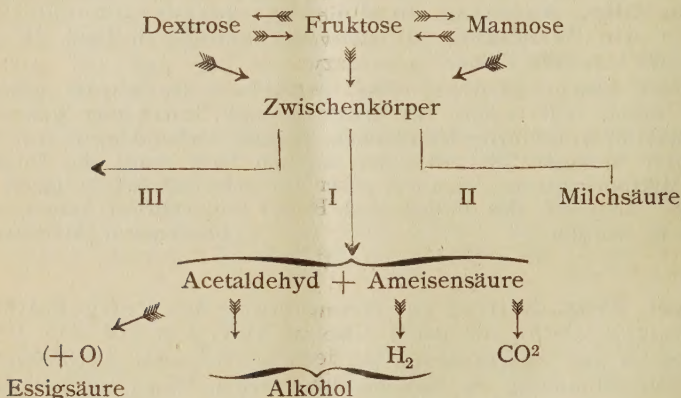 Dextrose Fruktose Mannose
Zwischenkörper
III I II Milchsäure
Acetaldehyd + Ameisensäure
(+ O) H₂ CO²
Essigsäure Alkohol